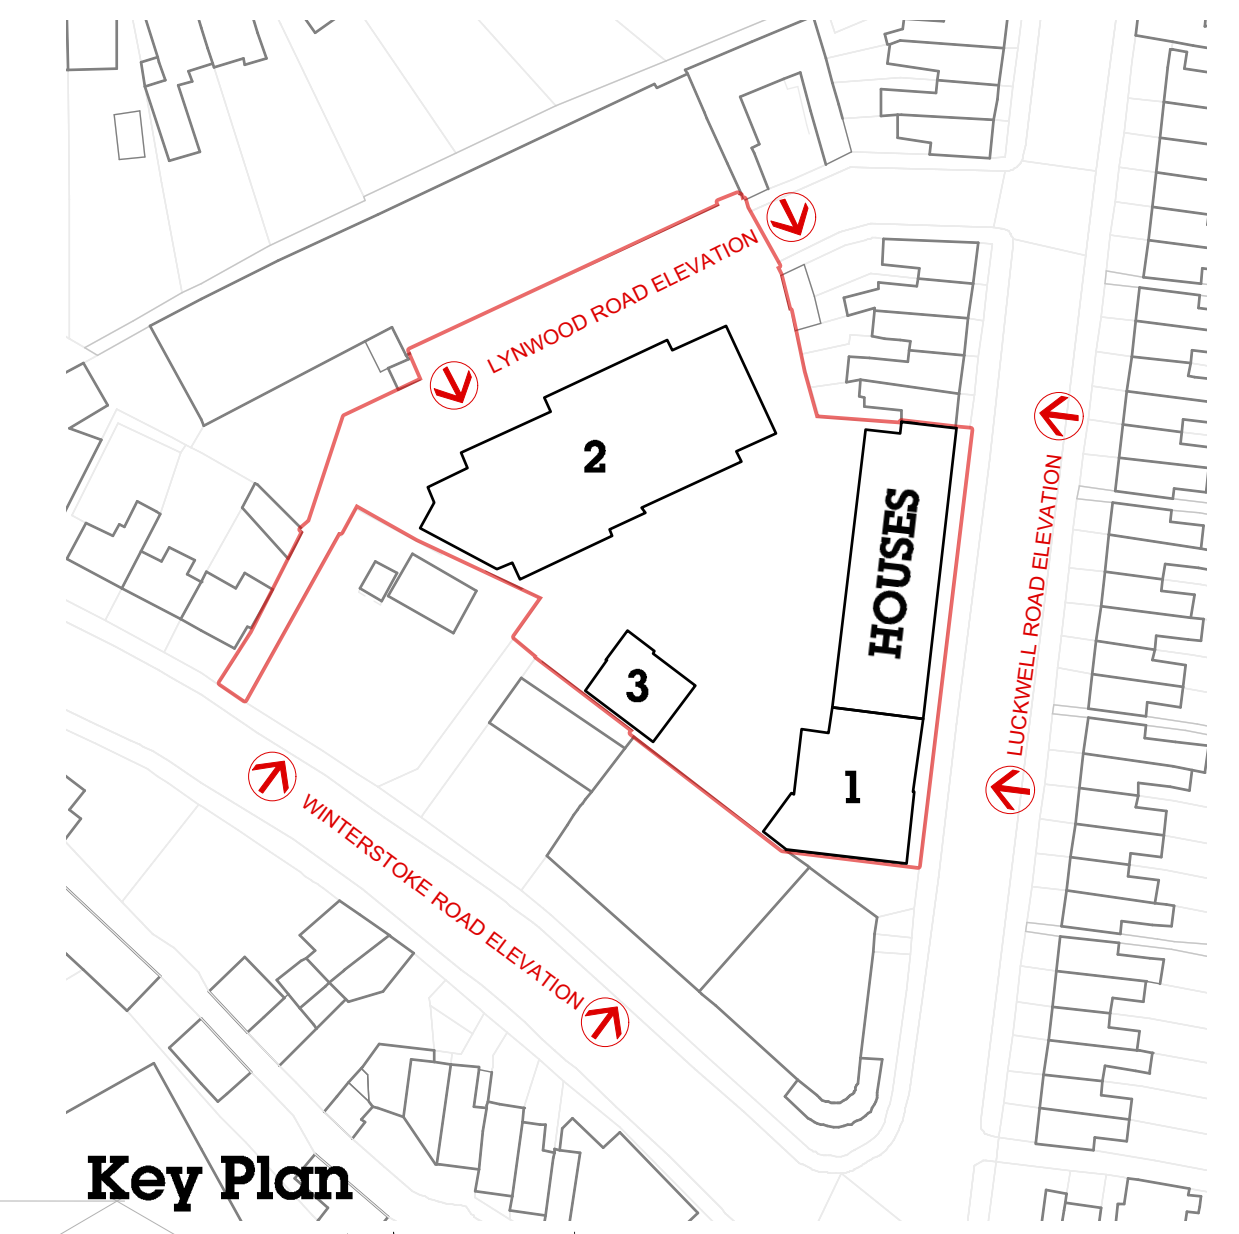 LYNWOOD ROAD ELEVATION
2
HOUSES
LUCKWELL ROAD ELEVATION
3
1
WINTERSTOKE ROAD ELEVATION
Key Plan